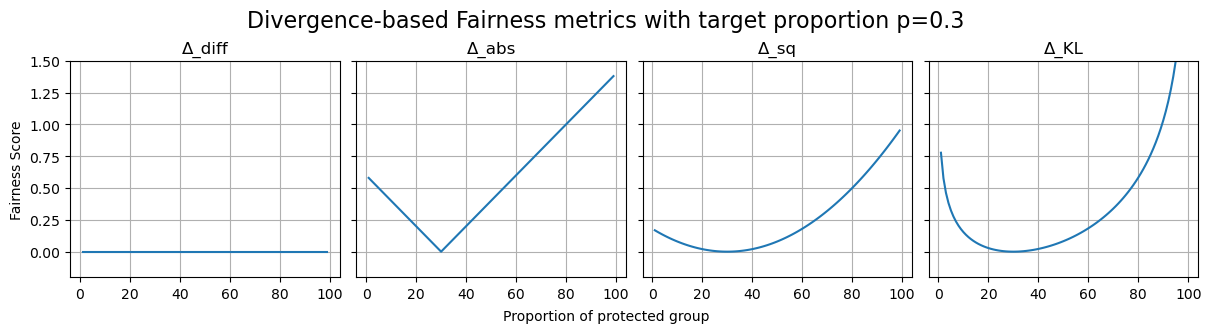 Divergence-based Fairness metrics with target proportion p=0.3
Δ_diff
Δ_abs
Δ_sq
Δ_KL
Fairness Score
1.50
1.25
1.00
0.75
0.50
0.25
0.00
0 20 40 60 80 100
0 20 40 60 80 100
0 20 40 60 80 100
0 20 40 60 80 100
Proportion of protected group